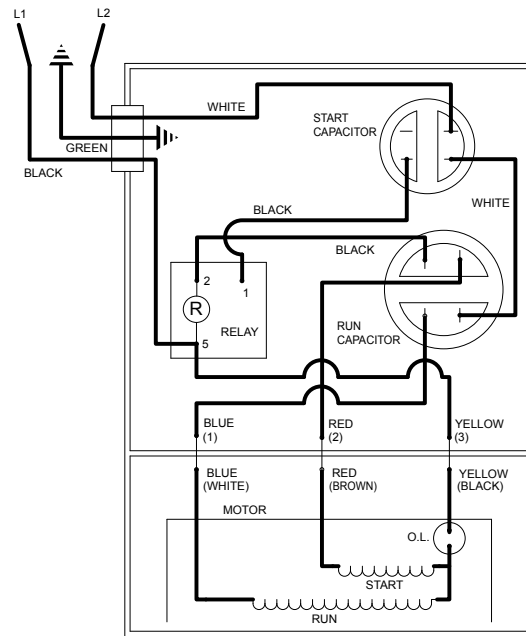 L1
L2
WHITE
START
CAPACITOR
GREEN
BLACK
WHITE
BLACK
BLACK
2
1
R
RELAY
RUN
CAPACITOR
5
BLUE
(1)
RED
(2)
YELLOW
(3)
BLUE
(WHITE)
RED
(BROWN)
YELLOW
(BLACK)
MOTOR
O.L.
START
RUN